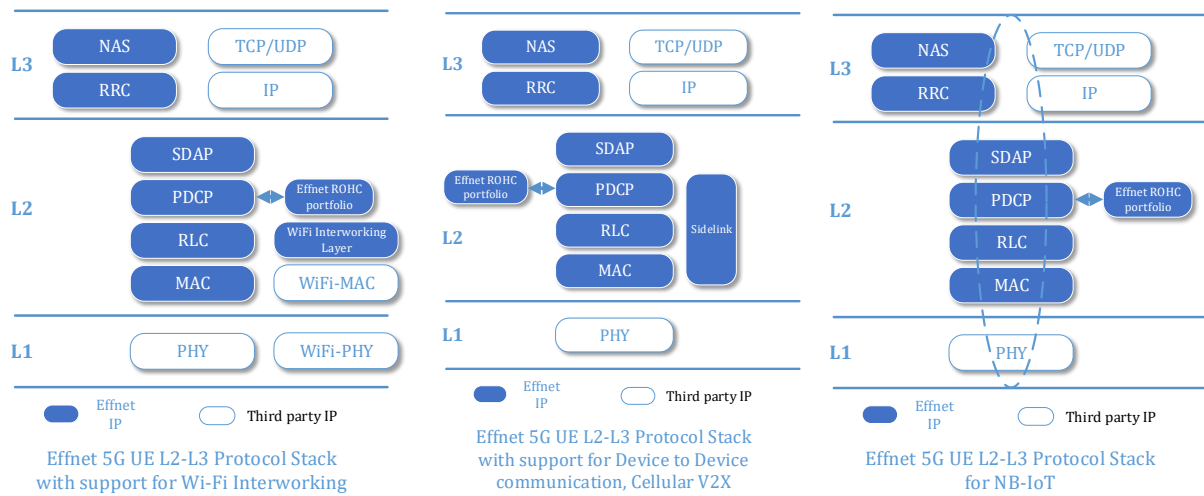 L3
NAS
TCP/UDP
RRC
IP
L2
SDAP
PDCP
Effnet ROHC
portfolio
RLC
WiFi Interworking
Layer
MAC
WiFi-MAC
L1
PHY
WiFi-PHY
Effnet
IP
Third party IP
Effnet 5G UE L2-L3 Protocol Stack
with support for Wi-Fi Interworking
L3
NAS
TCP/UDP
RRC
IP
L2
SDAP
Effnet ROHC
portfolio
PDCP
RLC
Sidelink
MAC
L1
PHY
Effnet
IP
Third party IP
Effnet 5G UE L2-L3 Protocol Stack
with support for Device to Device
communication, Cellular V2X
L3
NAS
TCP/UDP
RRC
IP
L2
SDAP
PDCP
Effnet ROHC
portfolio
RLC
MAC
L1
PHY
Effnet
IP
Third party IP
Effnet 5G UE L2-L3 Protocol Stack
for NB-IoT